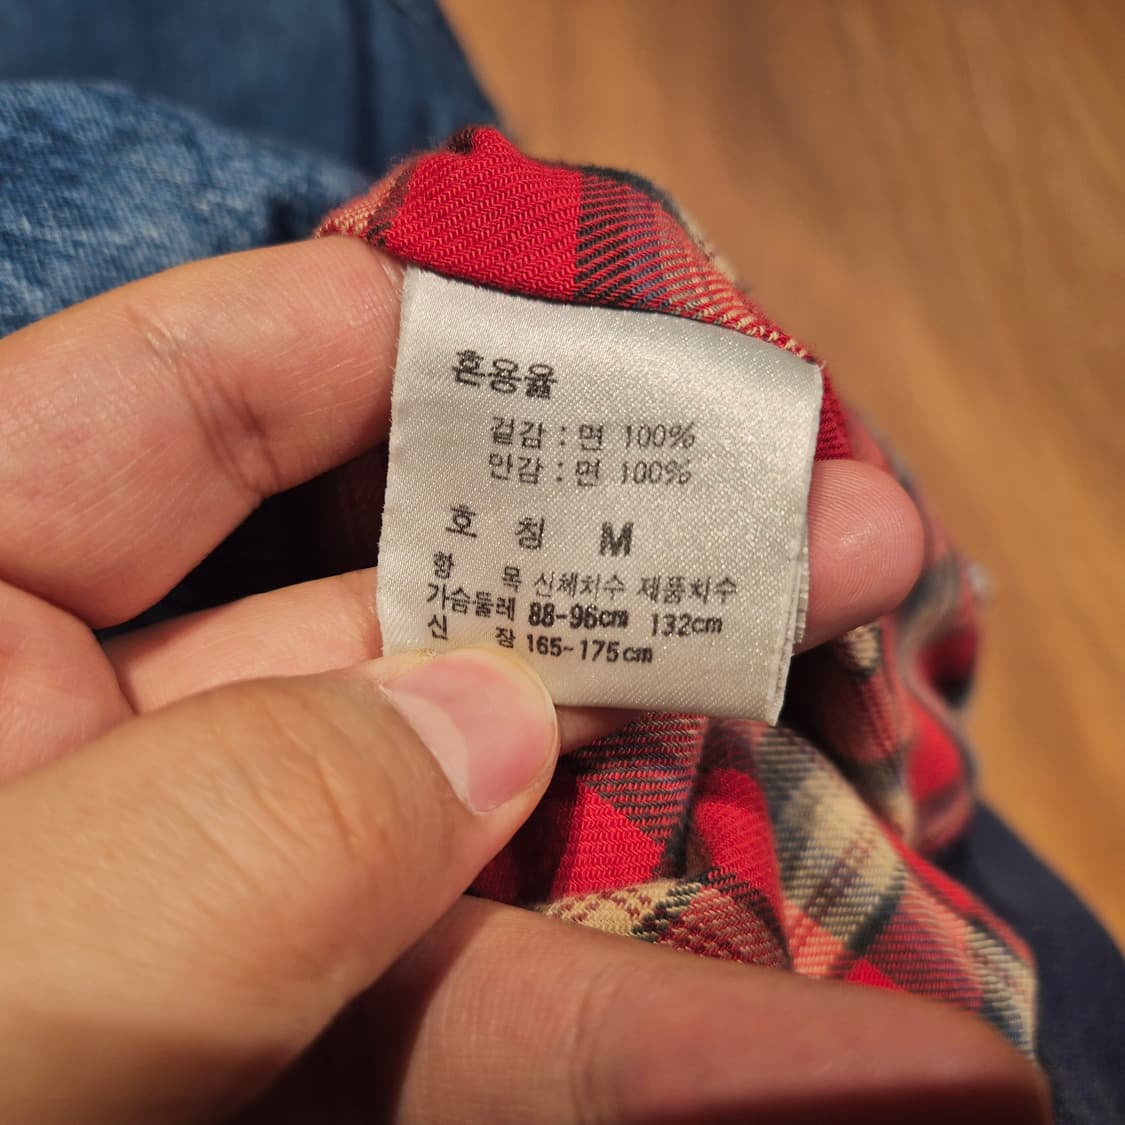 혼용율
겉감 : 면 100%
안감 : 면 100%
호 칭 M
항 목 신체치수 제품치수
가슴둘레 88-96cm 132cm
신 장 165~175cm